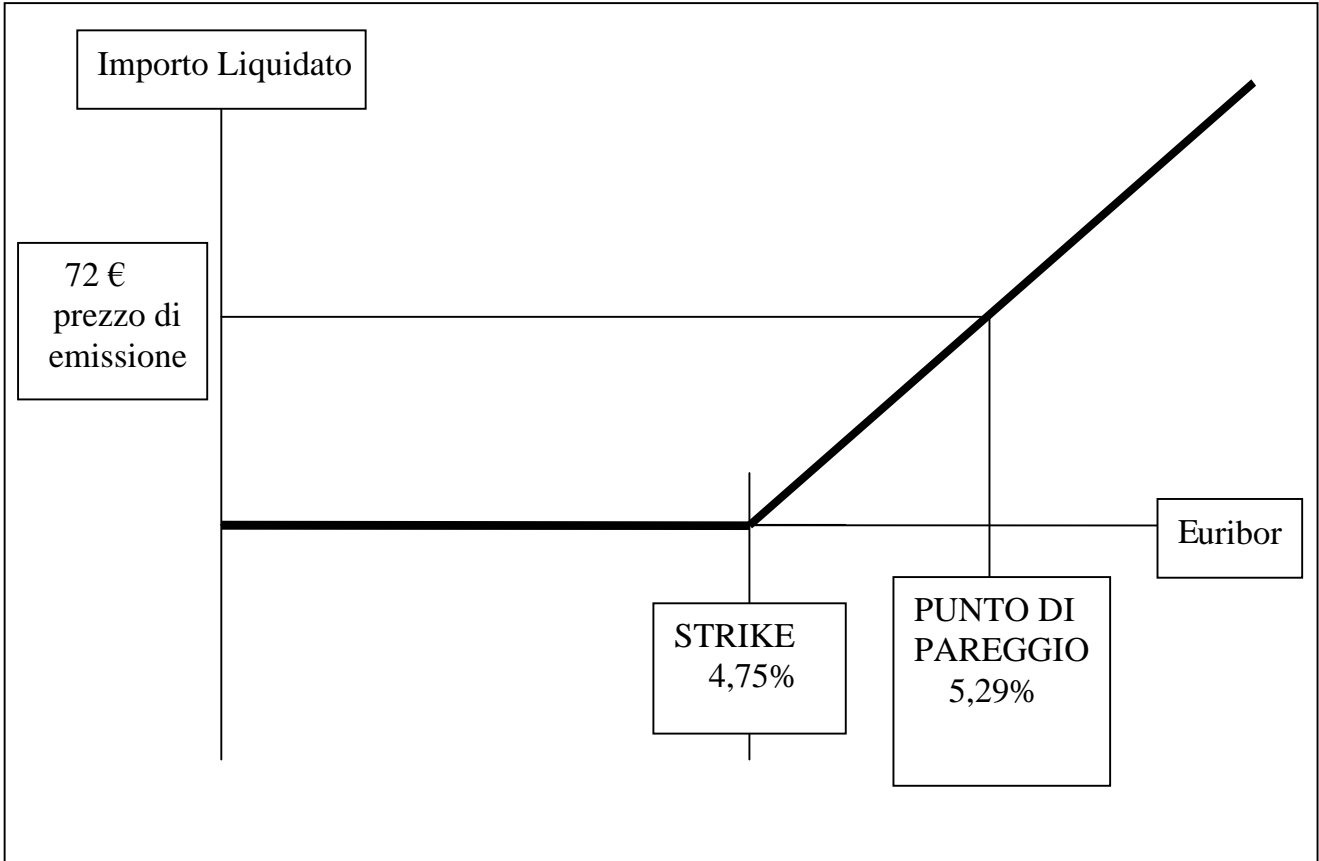 Importo Liquidato
72 €
prezzo di
emissione
Euribor
STRIKE
4,75%
PUNTO DI
PAREGGIO
5,29%